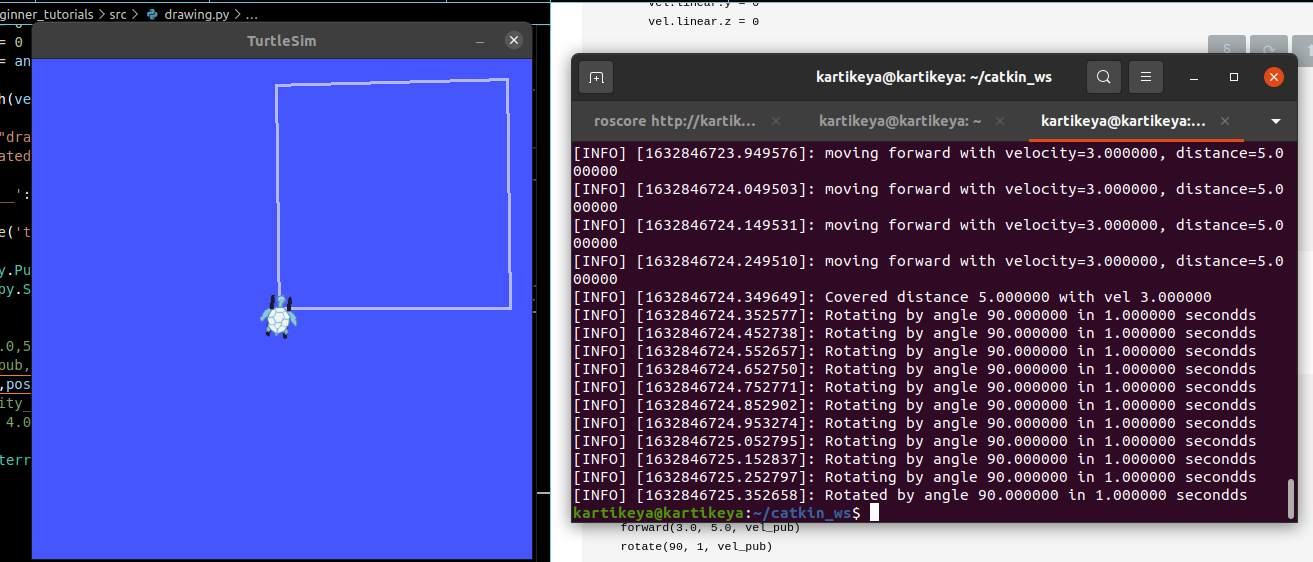 ginner_tutorials > src > drawing.py > ...
= 0
= an
h(ve
"dra
ated
__':
e('t
y.Pu
py.S
.0,5
pub,
,pos
ity_
4.0
terr
TurtleSim
vel.linear.y = 0
vel.linear.z = 0
kartikeya@kartikeya: ~/catkin_ws
roscore http://kartik...
kartikeya@kartikeya: ~
kartikeya@kartikeya:...
[INFO] [1632846723.949576]: moving forward with velocity=3.000000, distance=5.0
00000
[INFO] [1632846724.049503]: moving forward with velocity=3.000000, distance=5.0
00000
[INFO] [1632846724.149531]: moving forward with velocity=3.000000, distance=5.0
00000
[INFO] [1632846724.249510]: moving forward with velocity=3.000000, distance=5.0
00000
[INFO] [1632846724.349649]: Covered distance 5.000000 with vel 3.000000
[INFO] [1632846724.352577]: Rotating by angle 90.000000 in 1.000000 secondds
[INFO] [1632846724.452738]: Rotating by angle 90.000000 in 1.000000 secondds
[INFO] [1632846724.552657]: Rotating by angle 90.000000 in 1.000000 secondds
[INFO] [1632846724.652750]: Rotating by angle 90.000000 in 1.000000 secondds
[INFO] [1632846724.752771]: Rotating by angle 90.000000 in 1.000000 secondds
[INFO] [1632846724.852902]: Rotating by angle 90.000000 in 1.000000 secondds
[INFO] [1632846724.953274]: Rotating by angle 90.000000 in 1.000000 secondds
[INFO] [1632846725.052795]: Rotating by angle 90.000000 in 1.000000 secondds
[INFO] [1632846725.152837]: Rotating by angle 90.000000 in 1.000000 secondds
[INFO] [1632846725.252797]: Rotating by angle 90.000000 in 1.000000 secondds
[INFO] [1632846725.352658]: Rotated by angle 90.000000 in 1.000000 secondds
kartikeya@kartikeya:~/catkin_ws$
forward(3.0, 5.0, vel_pub)
rotate(90, 1, vel_pub)